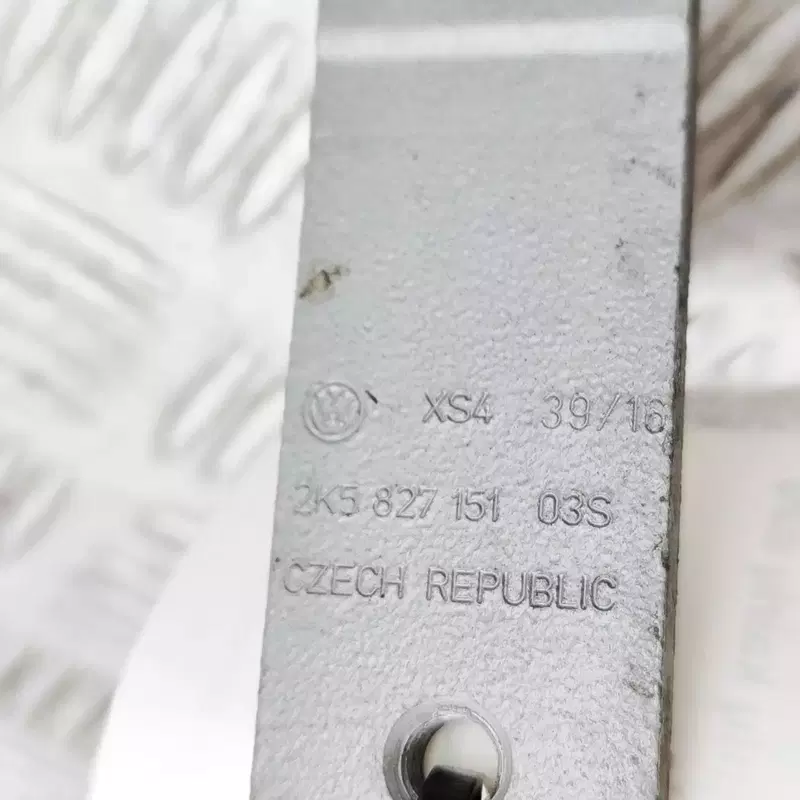 XS4 39/16
2K5 827 151 03S
CZECH REPUBLIC